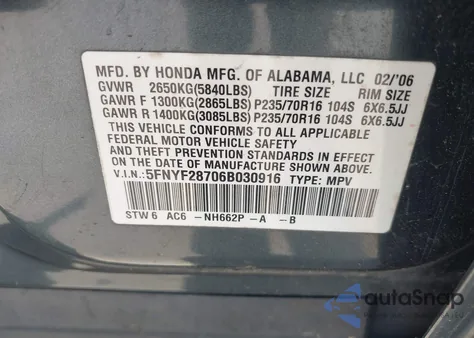 MFD. BY HONDA MFG. OF ALABAMA, LLC 02/'06
GVWR 2650KG(5840LBS) TIRE SIZE RIM SIZE
GAWR F 1300KG(2865LBS) P235/70R16 104S 6X6.5JJ
GAWR R 1400KG(3085LBS) P235/70R16 104S 6X6.5JJ
THIS VEHICLE CONFORMS TO ALL APPLICABLE
FEDERAL MOTOR VEHICLE SAFETY STANDARDS IN
EFFECT ON THE DATE OF MANUFACTURE SHOWN ABOVE.
V.I.N.: 5FNYF28706B030916 TYPE: MPV
STW 6 AC6 -NH662P -A -B
autoSnap